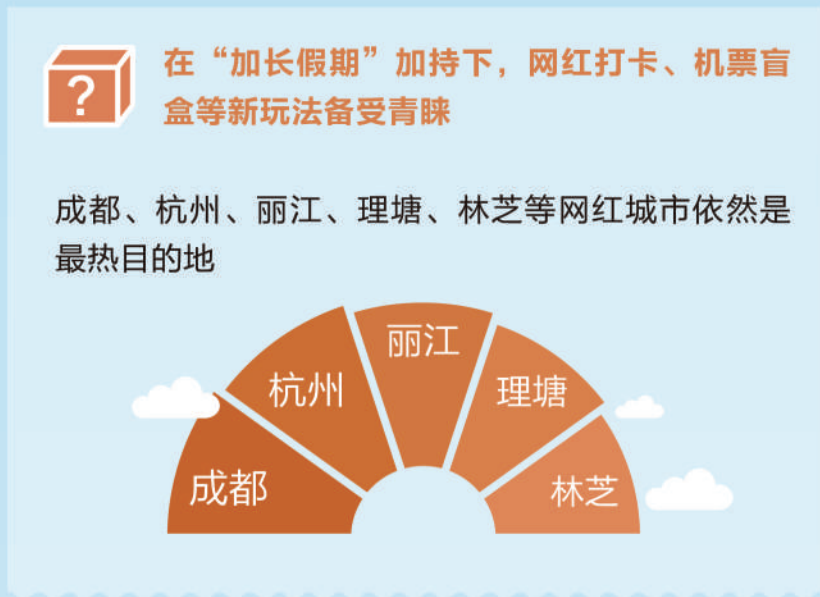 ?
在“加长假期”加持下，网红打卡、机票盲
盒等新玩法备受青睐
成都、杭州、丽江、理塘、林芝等网红城市依然是
最热目的地
成都
杭州
丽江
理塘
林芝